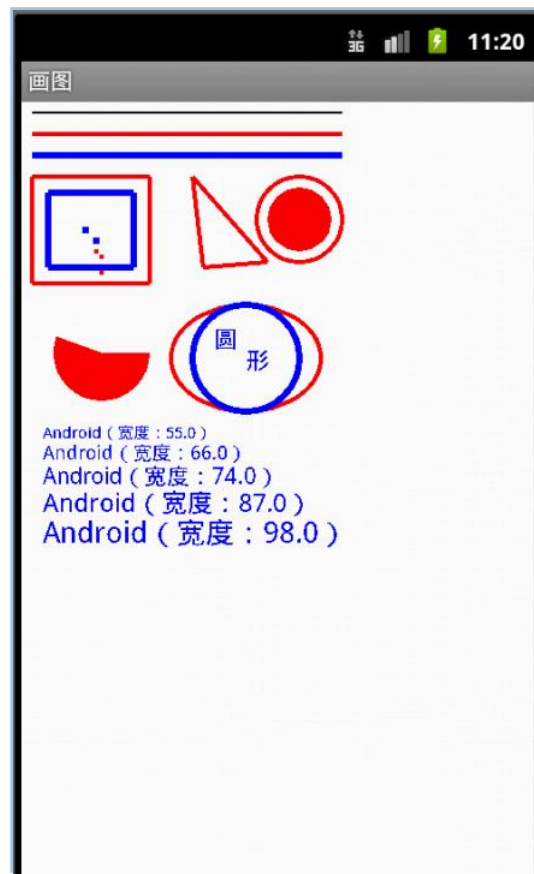 3G 11:20
画图
圆
形
Android（宽度：55.0）
Android（宽度：66.0）
Android（宽度：74.0）
Android（宽度：87.0）
Android（宽度：98.0）